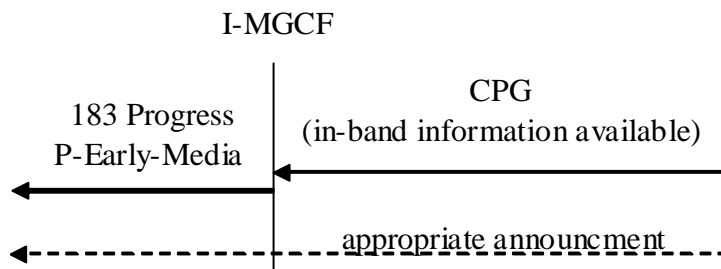 I-MGCF
183 Progress
P-Early-Media
CPG
(in-band information available)
appropriate announcment